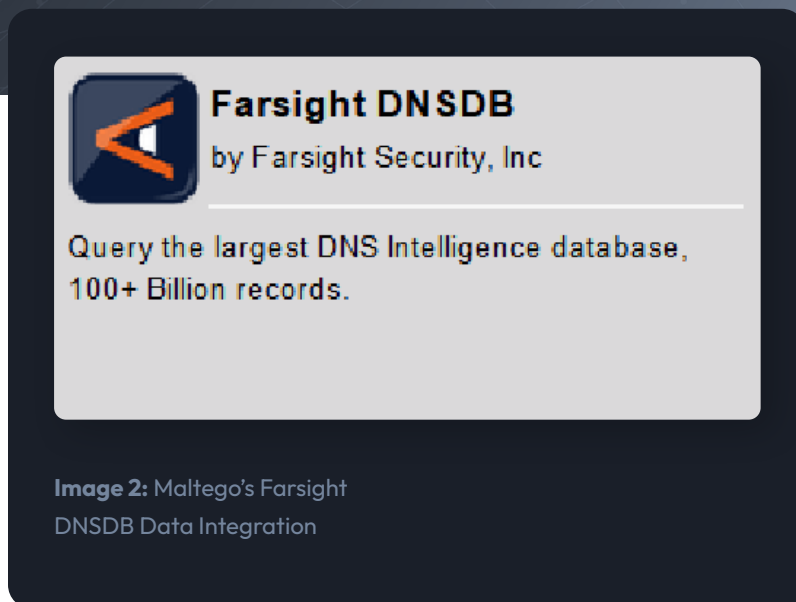 Farsight DNSDB
by Farsight Security, Inc
Query the largest DNS Intelligence database,
100+ Billion records.
Image 2: Maltego’s Farsight
DNSDB Data Integration